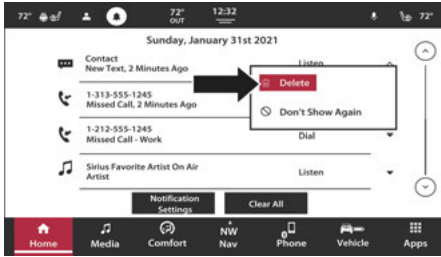 72° 72° OUT 12:32 72°
Sunday, January 31st 2021
Contact
New Text, 2 Minutes Ago
Listen
Delete
1-313-555-1245
Missed Call, 2 Minutes Ago
Don't Show Again
1-212-555-1245
Missed Call - Work
Dial
Sirius Favorite Artist On Air
Artist
Listen
Notification
Settings
Clear All
Home Media Comfort NW Nav Phone Vehicle Apps